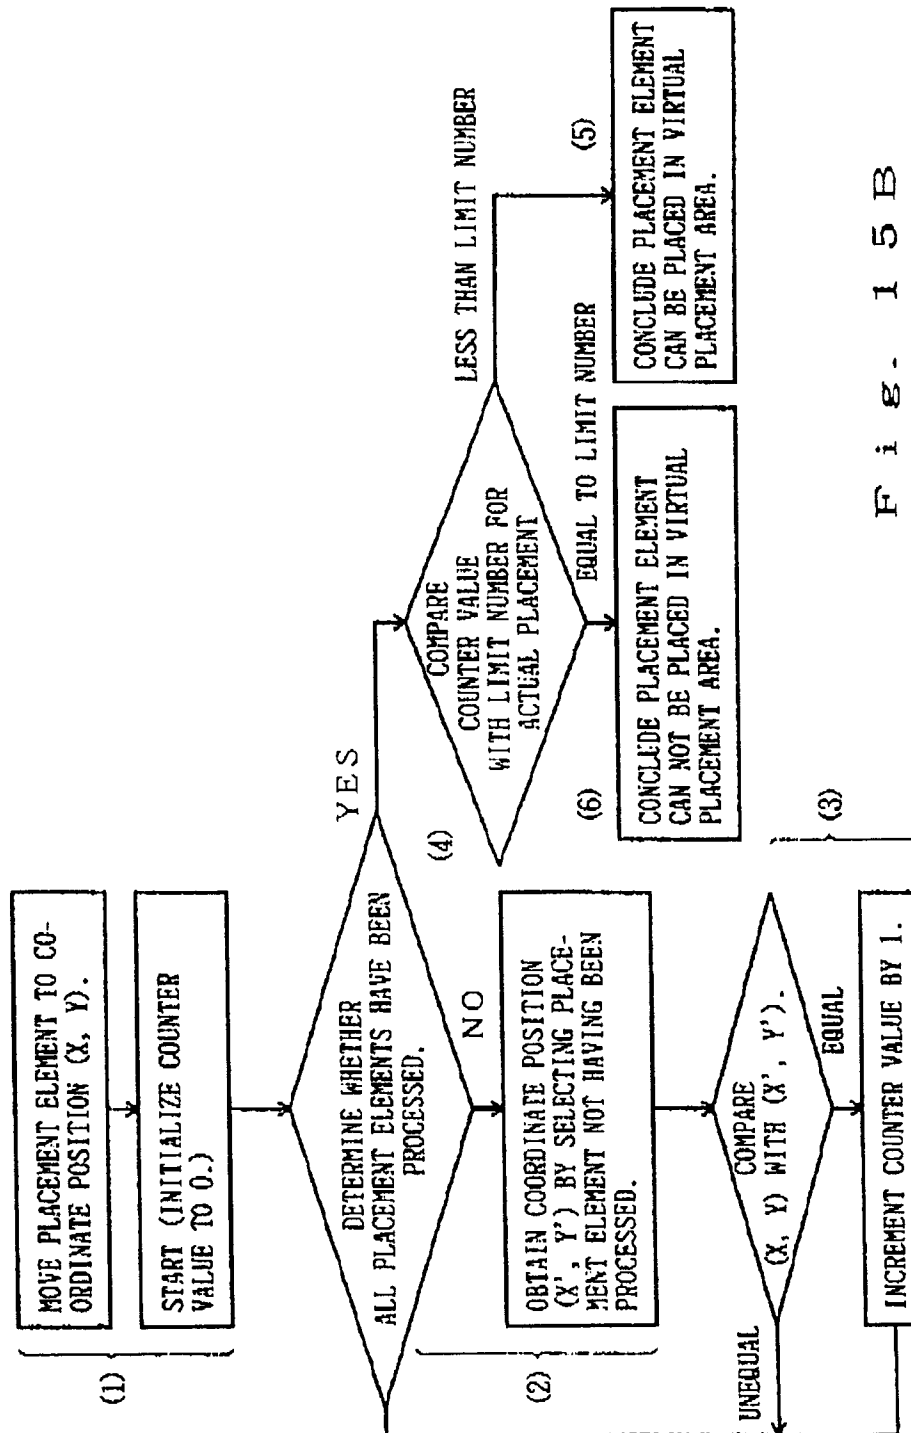 (1)
MOVE PLACEMENT ELEMENT TO CO-
ORDINATE POSITION (X, Y).
START (INITIALIZE COUNTER
VALUE TO 0.)
DETERMINE WHETHER
ALL PLACEMENT ELEMENTS HAVE BEEN
PROCESSED.
YES
NO
(2)
OBTAIN COORDINATE POSITION
(X', Y') BY SELECTING PLACE-
MENT ELEMENT NOT HAVING BEEN
PROCESSED.
COMPARE
(X, Y) WITH (X', Y').
UNEQUAL
EQUAL
(3)
INCREMENT COUNTER VALUE BY 1.
(4)
COMPARE
COUNTER VALUE
WITH LIMIT NUMBER FOR
ACTUAL PLACEMENT
LESS THAN LIMIT NUMBER
EQUAL TO LIMIT NUMBER
(5)
CONCLUDE PLACEMENT ELEMENT
CAN BE PLACED IN VIRTUAL
PLACEMENT AREA.
(6)
CONCLUDE PLACEMENT ELEMENT
CAN NOT BE PLACED IN VIRTUAL
PLACEMENT AREA.
Fig. 15B